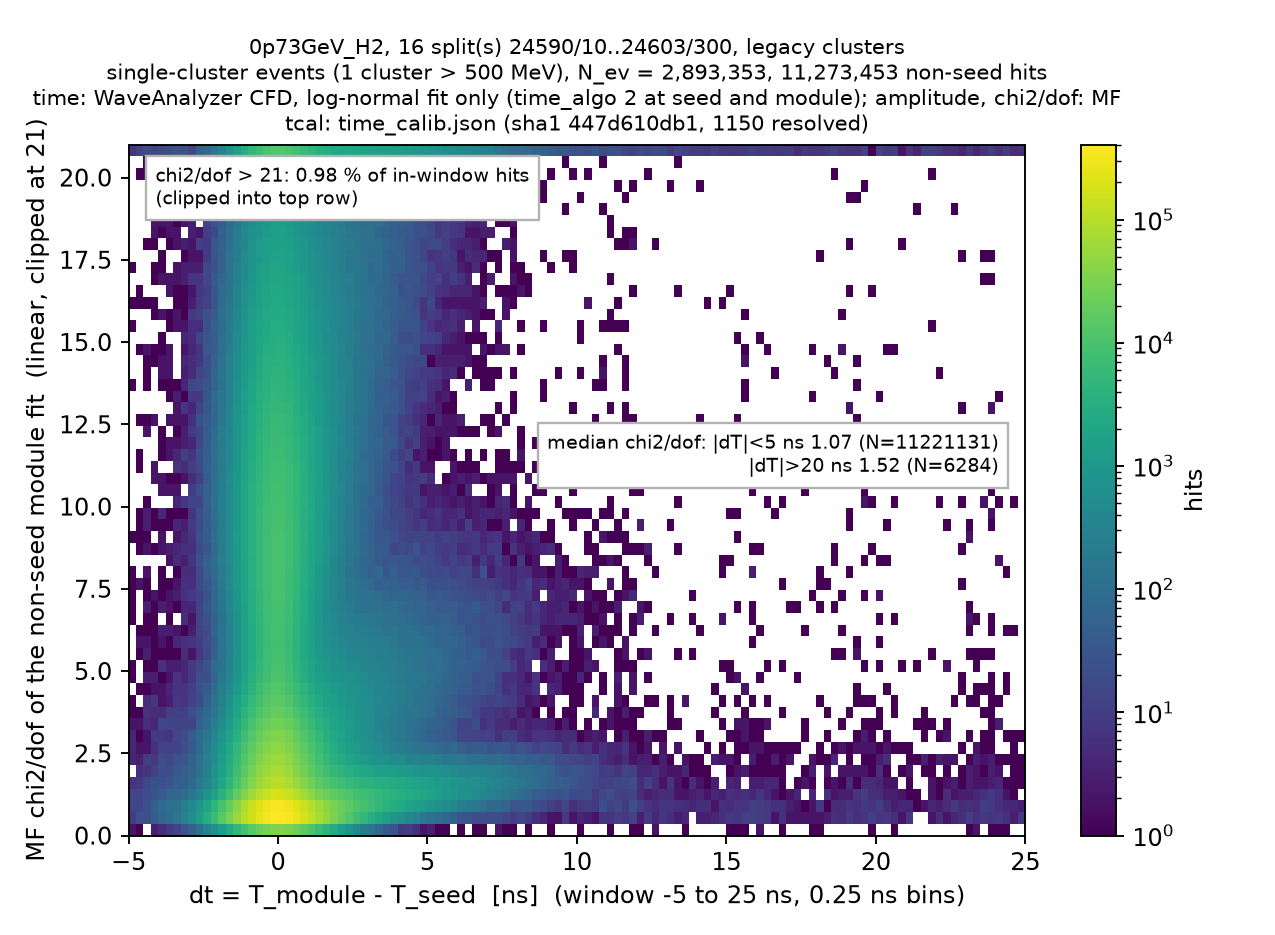 0p73GeV_H2, 16 split(s) 24590/10..24603/300, legacy clusters
single-cluster events (1 cluster > 500 MeV), N_ev = 2,893,353, 11,273,453 non-seed hits
time: WaveAnalyzer CFD, log-normal fit only (time_algo 2 at seed and module); amplitude, chi2/dof: MF
tcal: time_calib.json (sha1 447d610db1, 1150 resolved)
MF chi2/dof of the non-seed module fit (linear, clipped at 21)
20.0
17.5
15.0
12.5
10.0
7.5
5.0
2.5
0.0
chi2/dof > 21: 0.98 % of in-window hits
(clipped into top row)
median chi2/dof: |dT|<5 ns 1.07 (N=11221131)
|dT|>20 ns 1.52 (N=6284)
−5
0
5
10
15
20
25
dt = T_module - T_seed [ns] (window -5 to 25 ns, 0.25 ns bins)
10⁵
10⁴
10³
10²
10¹
10⁰
hits